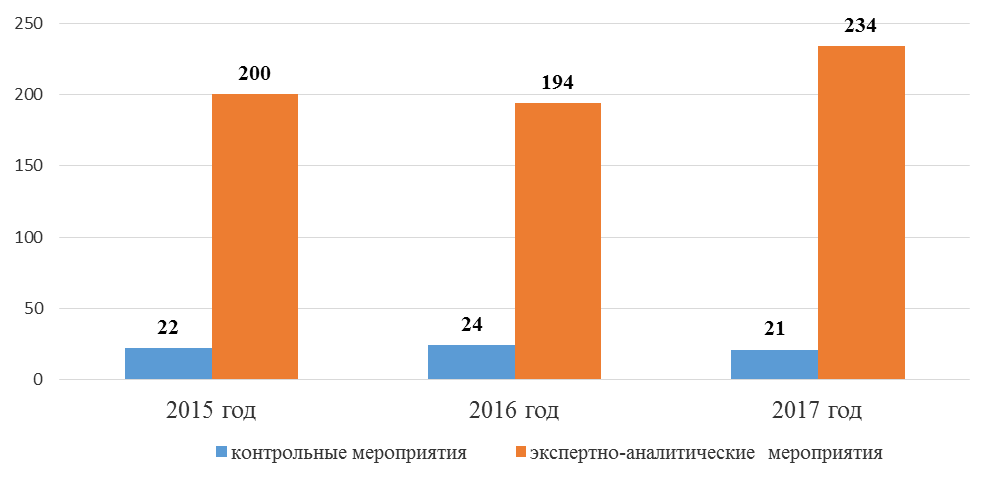 250
234
200
200
194
150
100
50
22
24
21
0
2015 год
2016 год
2017 год
контрольные мероприятия
экспертно-аналитические мероприятия